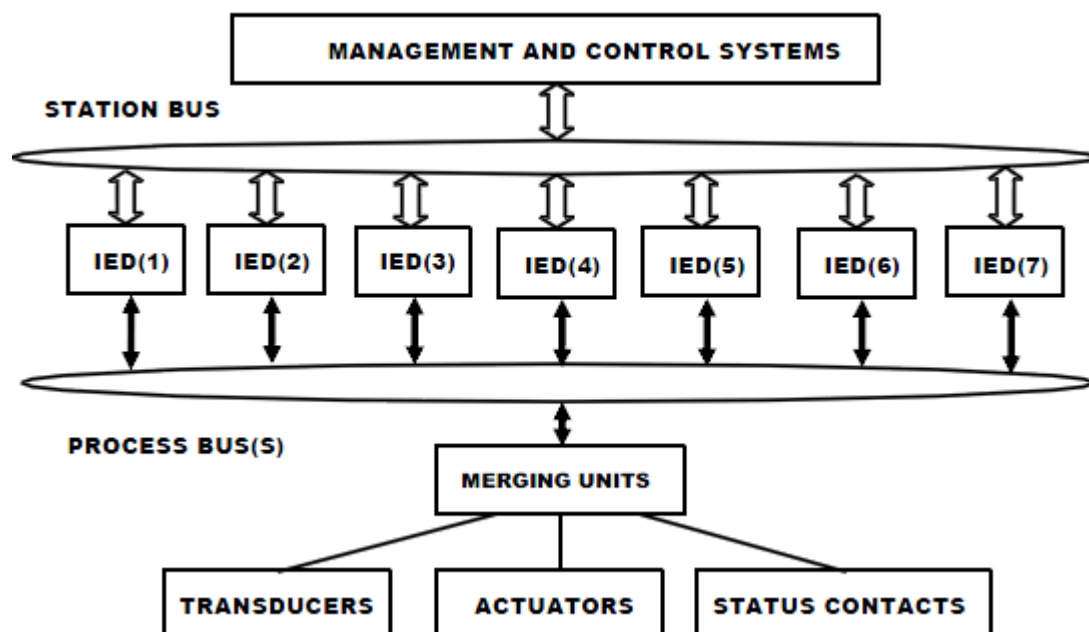 MANAGEMENT AND CONTROL SYSTEMS
STATION BUS
IED(1)
IED(2)
IED(3)
IED(4)
IED(5)
IED(6)
IED(7)
PROCESS BUS(S)
MERGING UNITS
TRANSDUCERS
ACTUATORS
STATUS CONTACTS